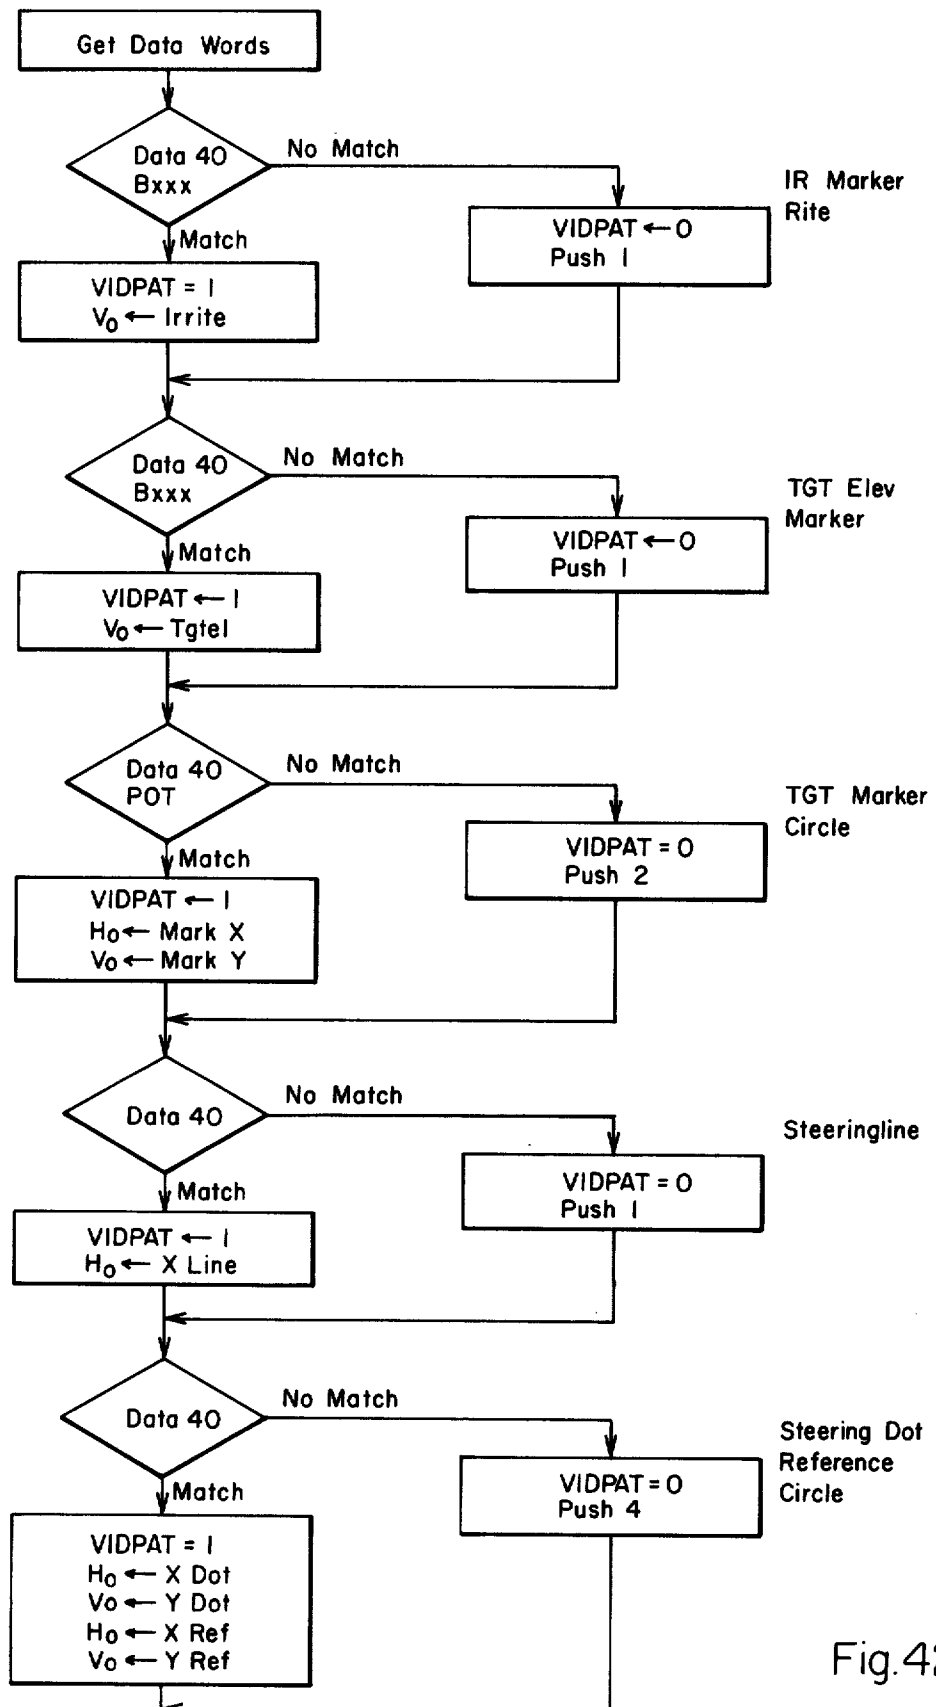 Get Data Words
Data 40
Bxxx
No Match
IR Marker
Rite
VIDPAT ← 0
Push 1
Match
VIDPAT = 1
V₀ ← Irrite
Data 40
Bxxx
No Match
TGT Elev
Marker
VIDPAT ← 0
Push 1
Match
VIDPAT ← 1
V₀ ← Tgtel
Data 40
POT
No Match
TGT Marker
Circle
VIDPAT = 0
Push 2
Match
VIDPAT ← 1
H₀ ← Mark X
V₀ ← Mark Y
Data 40
No Match
Steeringline
VIDPAT = 0
Push 1
Match
VIDPAT ← 1
H₀ ← X Line
Data 40
No Match
Steering Dot
Reference
Circle
VIDPAT = 0
Push 4
Match
VIDPAT = 1
H₀ ← X Dot
V₀ ← Y Dot
H₀ ← X Ref
V₀ ← Y Ref